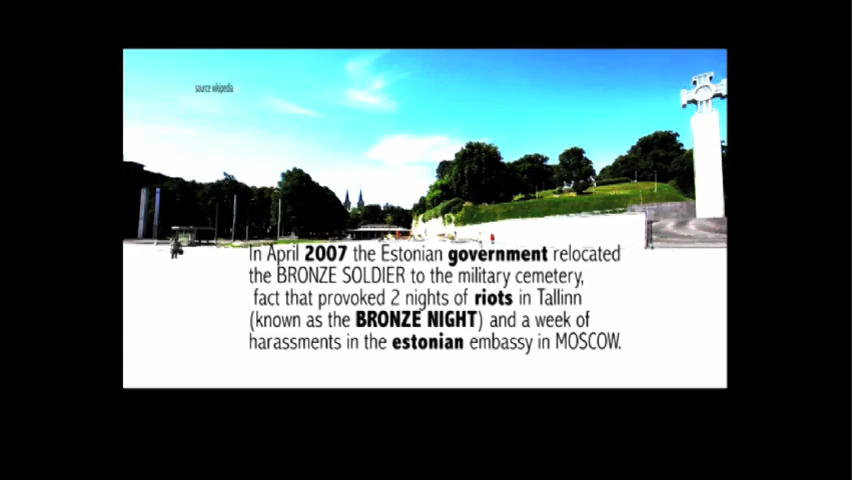 source wikipedia
In April 2007 the Estonian government relocated
the BRONZE SOLDIER to the military cemetery,
fact that provoked 2 nights of riots in Tallinn
(known as the BRONZE NIGHT) and a week of
harassments in the estonian embassy in MOSCOW.